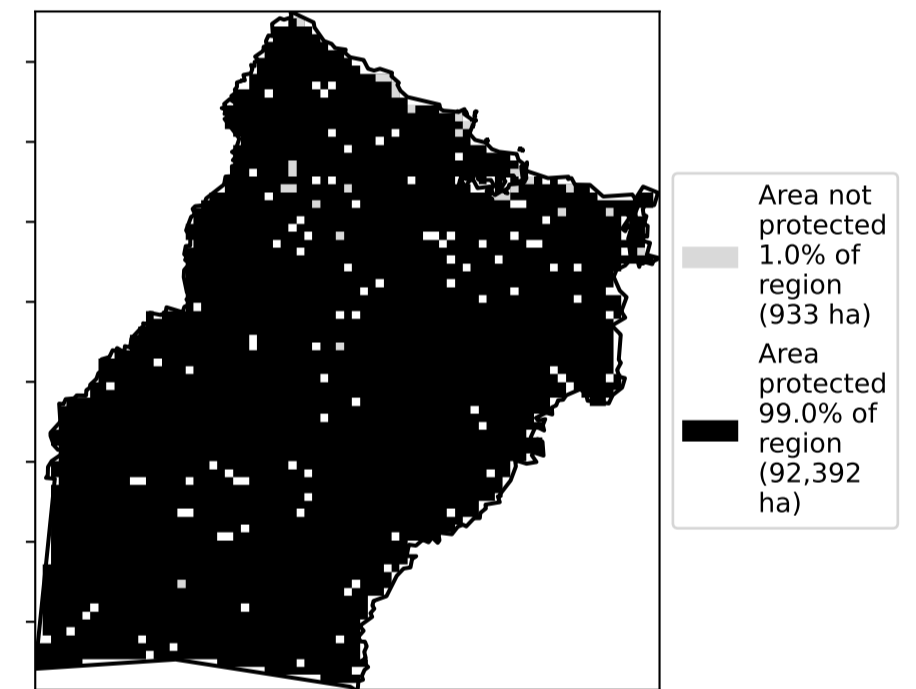 Area not
protected
1.0% of
region
(933 ha)
Area
protected
99.0% of
region
(92,392
ha)